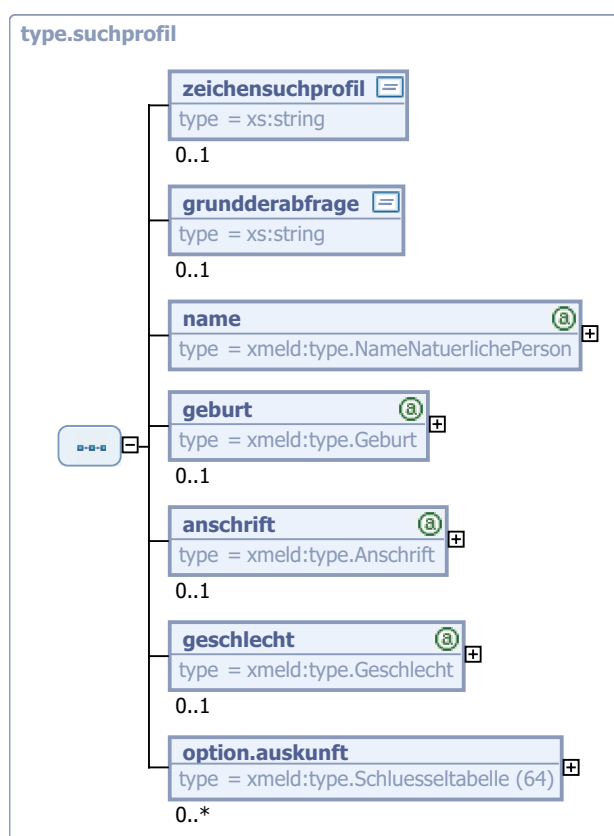 type.suchprofil
zeichensuchprofil
type = xs:string
0..1
grundderabfrage
type = xs:string
0..1
name
type = xmeld:type.NameNatuerlichePerson
geburt
type = xmeld:type.Geburt
0..1
anschrift
type = xmeld:type.Anschrift
0..1
geschlecht
type = xmeld:type.Geschlecht
0..1
option.auskunft
type = xmeld:type.Schluesseltabelle (64)
0..*